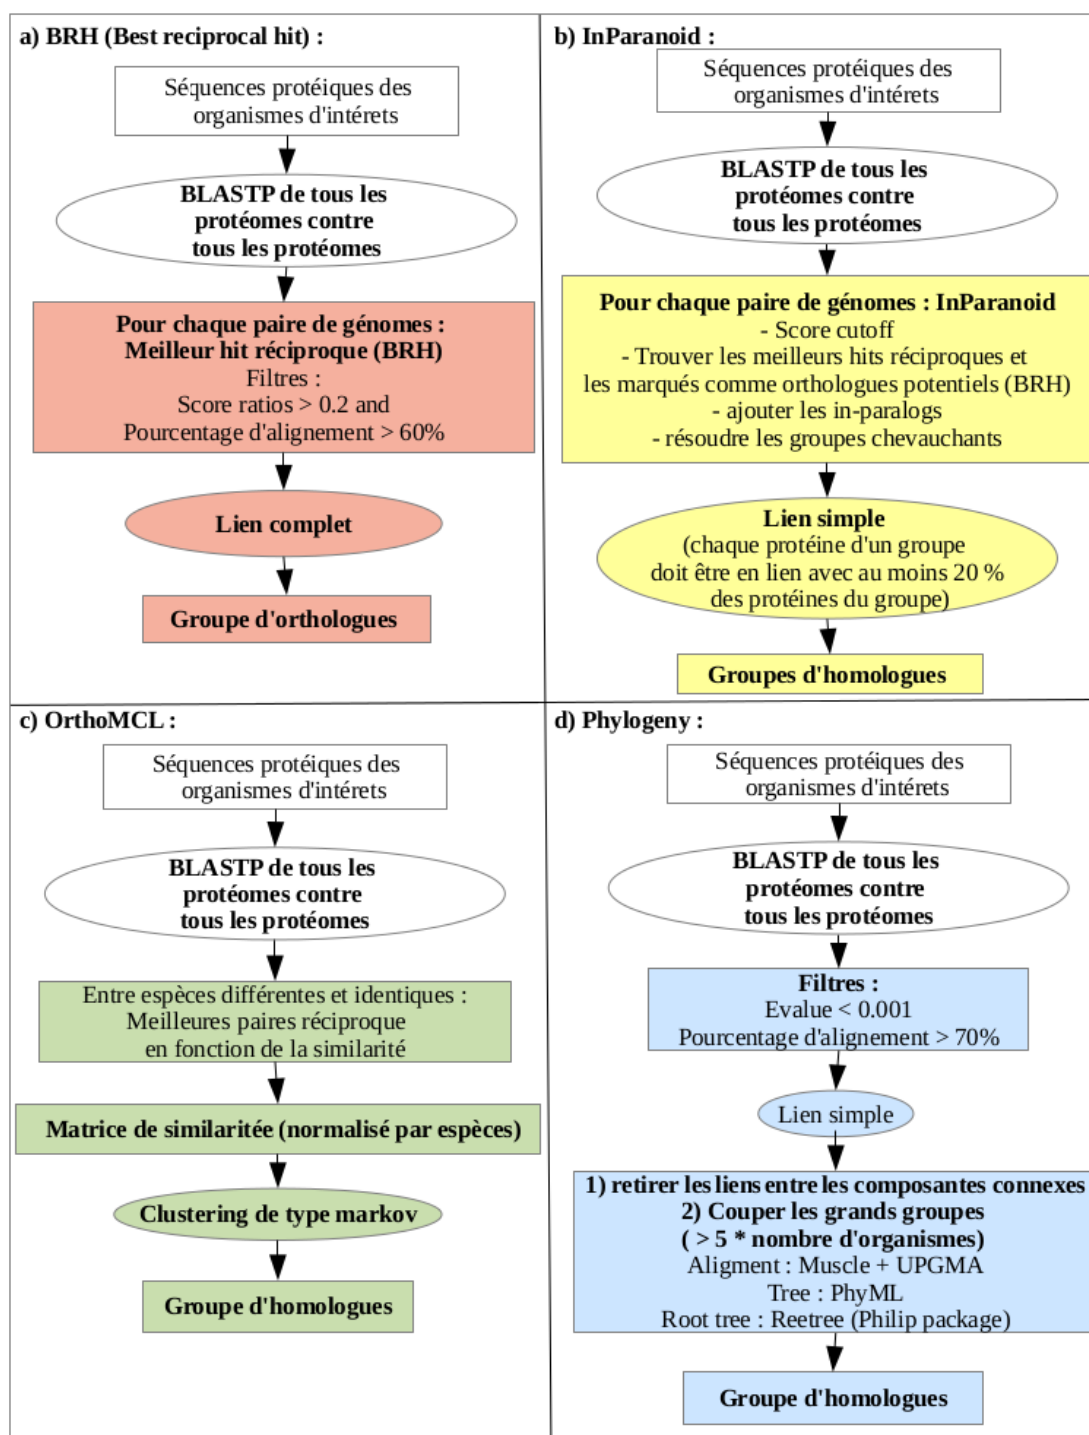 a) BRH (Best reciprocal hit) :
Séquences protéiques des
organismes d'intérets
BLASTP de tous les
protéomes contre
tous les protéomes
Pour chaque paire de génomes :
Meilleur hit réciproque (BRH)
Filtres :
Score ratios > 0.2 and
Pourcentage d'alignement > 60%
Lien complet
Groupe d'orthologues
b) InParanoid :
Séquences protéiques des
organismes d'intérets
BLASTP de tous les
protéomes contre
tous les protéomes
Pour chaque paire de génomes : InParanoid
- Score cutoff
- Trouver les meilleurs hits réciproques et
les marqués comme orthologues potentiels (BRH)
- ajouter les in-paralogs
- résoudre les groupes chevauchants
Lien simple
(chaque protéine d'un groupe
doit être en lien avec au moins 20 %
des protéines du groupe)
Groupes d'homologues
c) OrthoMCL :
Séquences protéiques des
organismes d'intérets
BLASTP de tous les
protéomes contre
tous les protéomes
Entre espèces différentes et identiques :
Meilleures paires réciproque
en fonction de la similarité
Matrice de similaritée (normalisé par espèces)
Clustering de type markov
Groupe d'homologues
d) Phylogeny :
Séquences protéiques des
organismes d'intérets
BLASTP de tous les
protéomes contre
tous les protéomes
Filtres :
Evalue < 0.001
Pourcentage d'alignement > 70%
Lien simple
1) retirer les liens entre les composantes connexes
2) Couper les grands groupes
( > 5 * nombre d'organismes)
Aligment : Muscle + UPGMA
Tree : PhyML
Root tree : Reetree (Philip package)
Groupe d'homologues